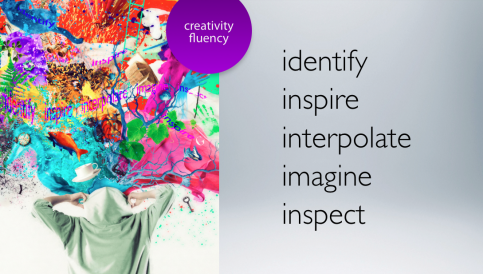 creativity
fluency
identify
inspire
interpolate
imagine
inspect